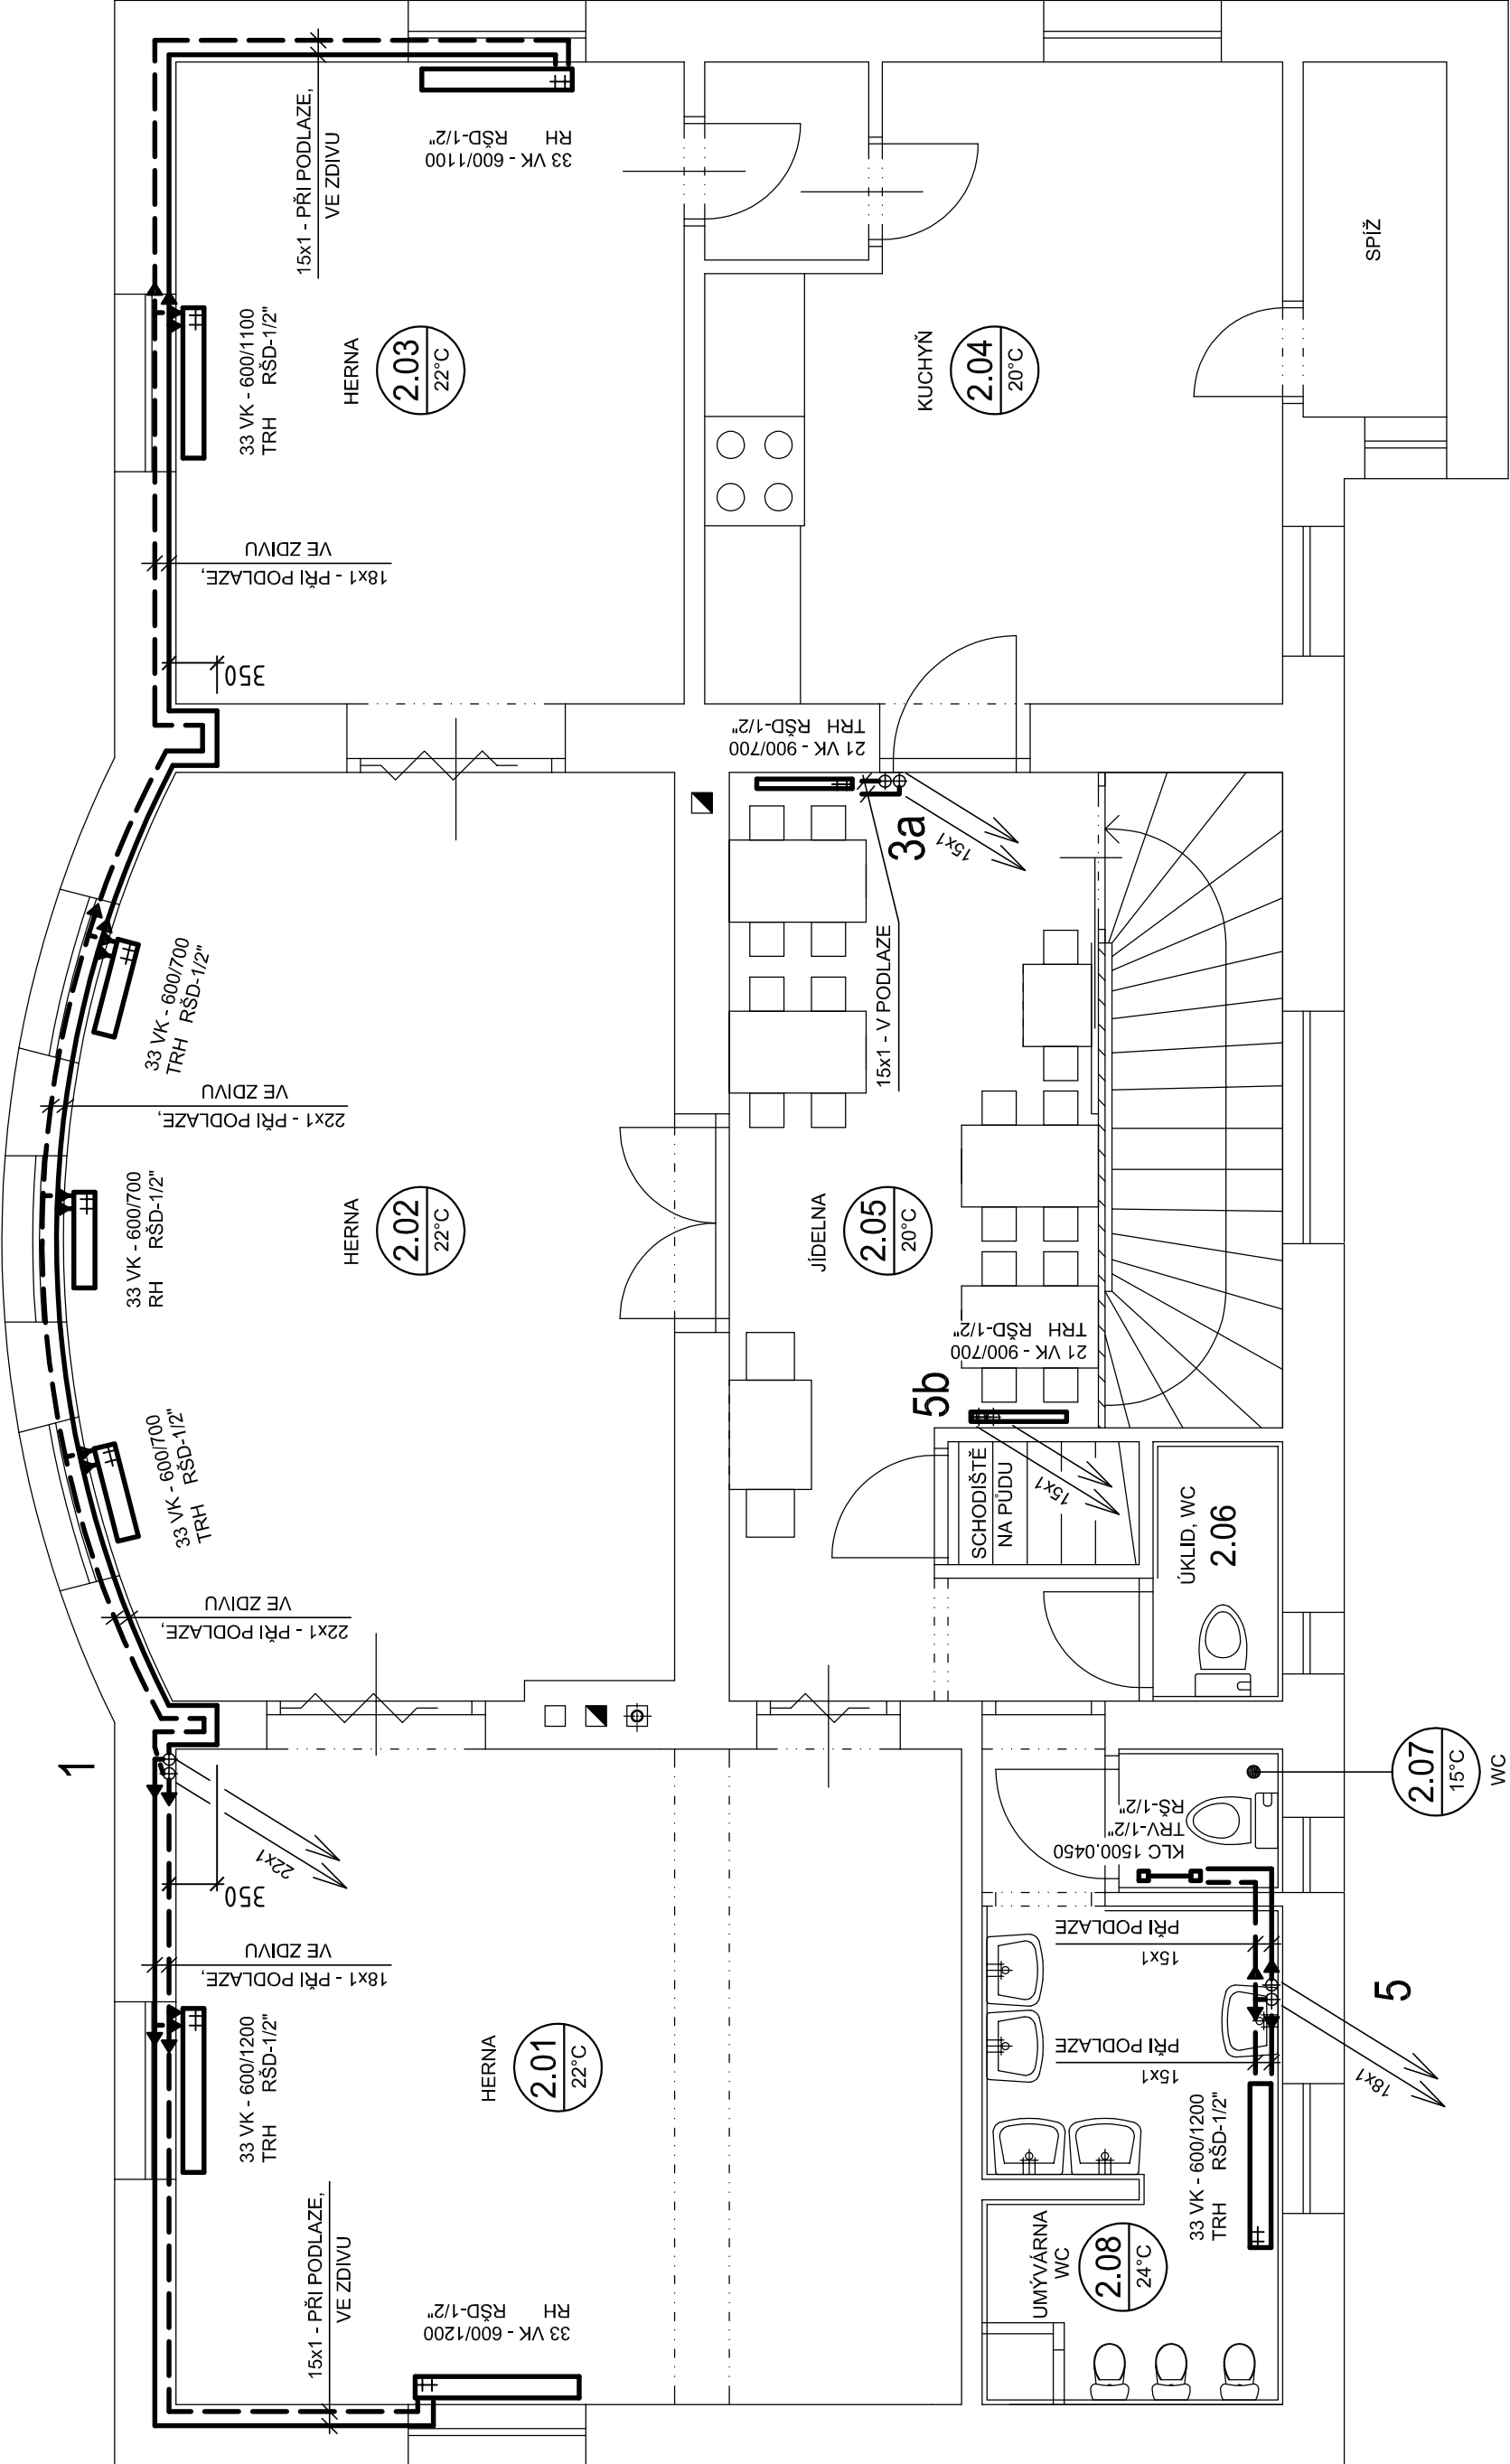 15x1 - PŘI PODLAZE,
VE ZDIVU
33 VK - 600/1100
RH RŠD-1/2"
33 VK - 600/1100
TRH RŠD-1/2"
HERNA
2.03
22°C
18x1 - PŘI PODLAZE,
VE ZDIVU
350
SPÍŽ
KUCHYŇ
2.04
20°C
21 VK - 900/700
TRH RŠD-1/2"
3a
15x1
15x1 - V PODLAZE
33 VK - 600/700
TRH RŠD-1/2"
22x1 - PŘI PODLAZE,
VE ZDIVU
33 VK - 600/700
RH RŠD-1/2"
HERNA
2.02
22°C
33 VK - 600/700
TRH RŠD-1/2"
22x1 - PŘI PODLAZE,
VE ZDIVU
JÍDELNA
2.05
20°C
21 VK - 900/700
TRH RŠD-1/2"
5b
15x1
SCHODIŠTĚ
NA PŮDU
ÚKLID, WC
2.06
1
22x1
350
18x1 - PŘI PODLAZE,
VE ZDIVU
33 VK - 600/1200
TRH RŠD-1/2"
HERNA
2.01
22°C
15x1 - PŘI PODLAZE,
VE ZDIVU
33 VK - 600/1200
RH RŠD-1/2"
2.07
15°C
WC
KLC 1500.0450
TRV-1/2"
RŠ-1/2"
15x1
PŘI PODLAZE
15x1
PŘI PODLAZE
5
18x1
33 VK - 600/1200
TRH RŠD-1/2"
UMÝVÁRNA
WC
2.08
24°C